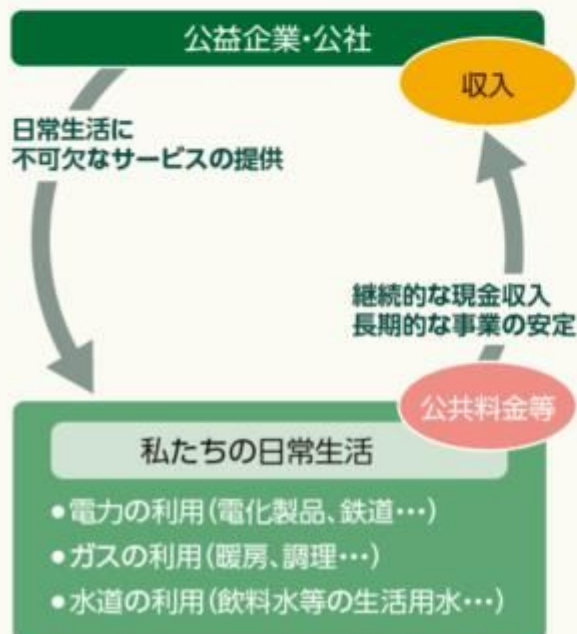 公益企業・公社
収入
日常生活に
不可欠なサービスの提供
継続的な現金収入
長期的な事業の安定
公共料金等
私たちの日常生活
●電力の利用(電化製品、鉄道…)
●ガスの利用(暖房、調理…)
●水道の利用(飲料水等の生活用水…)